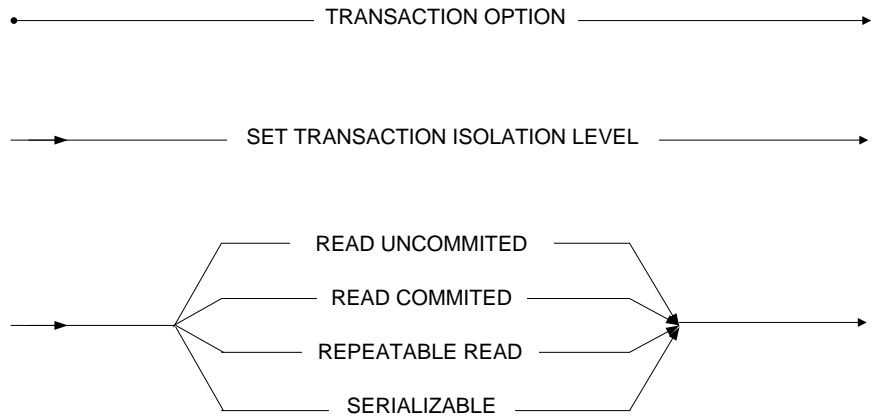 TRANSACTION OPTION
SET TRANSACTION ISOLATION LEVEL
READ UNCOMMITED
READ COMMITED
REPEATABLE READ
SERIALIZABLE